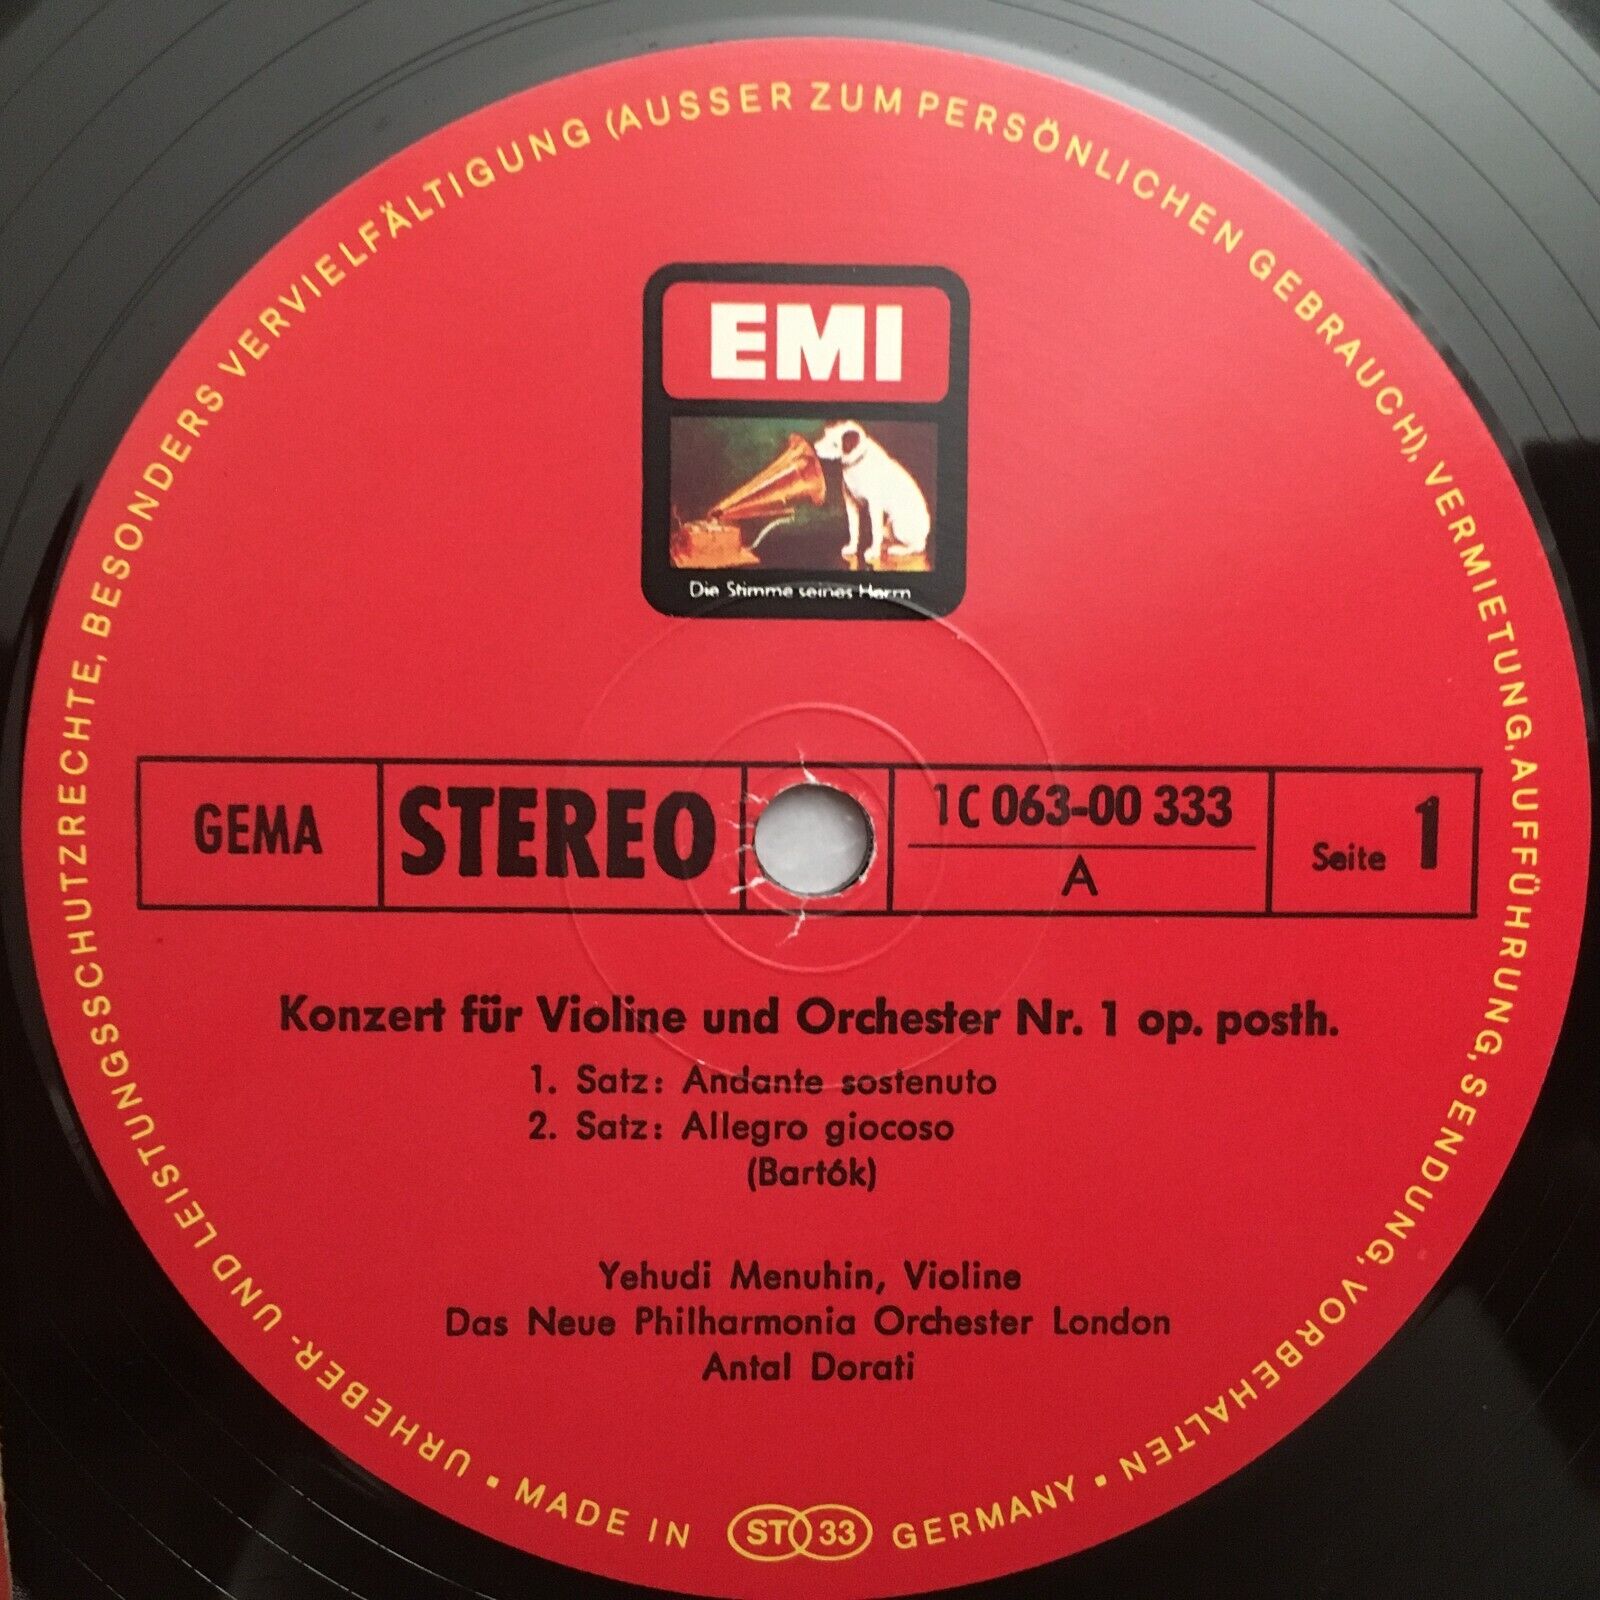 URHEBER- UND LEISTUNGSSCHUTZRECHTE, BESONDERS VERVIELFÄLTIGUNG (AUSSER ZUM PERSÖNLICHEN GEBRAUCH), VERMIETUNG, AUFFÜHRUNG, SENDUNG, VORBEHALTEN
EMI
Die Stimme seines Herrn
GEMA STEREO 1C 063-00 333 Seite 1
A
Konzert für Violine und Orchester Nr. 1 op. posth.
1. Satz: Andante sostenuto
2. Satz: Allegro giocoso
(Bartók)
Yehudi Menuhin, Violine
Das Neue Philharmonia Orchester London
Antal Dorati
• MADE IN ST 33 GERMANY •